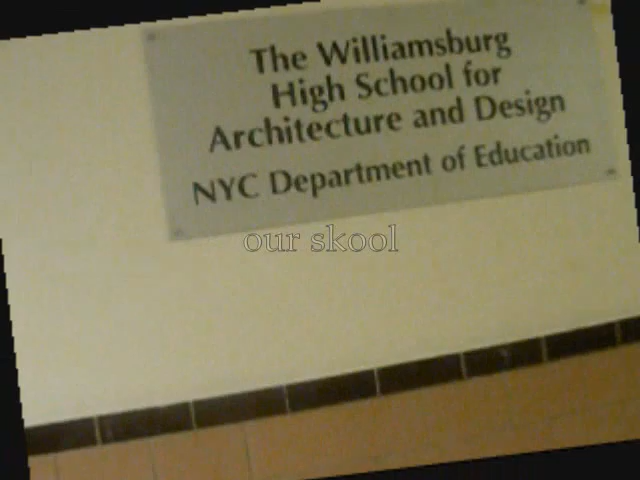 The Williamsburg
High School for
Architecture and Design
NYC Department of Education
our skool